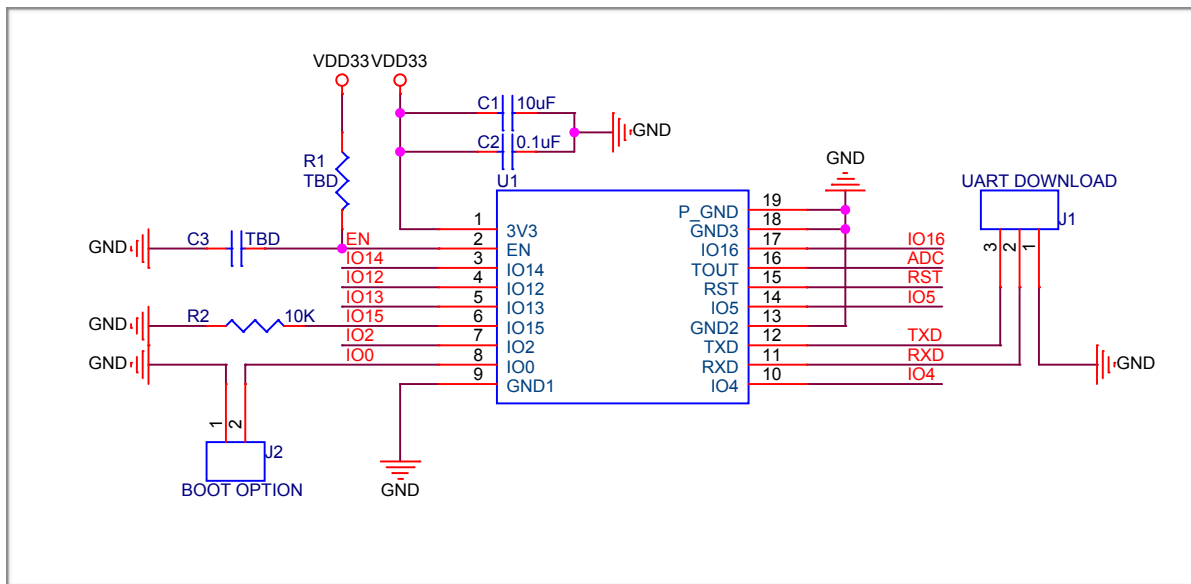 VDD33 VDD33
C1 10uF
GND
C2 0.1uF
R1
TBD
U1
GND
UART DOWNLOAD
J1
3 2 1
GND C3 TBD EN
IO14
IO12
IO13
GND R2 10K IO15
IO2
GND IO0
1 3V3
2 EN
3 IO14
4 IO12
5 IO13
6 IO15
7 IO2
8 IO0
9 GND1
P_GND 19
GND3 18
IO16 17 IO16
TOUT 16 ADC
RST 15 RST
IO5 14 IO5
GND2 13
TXD 12 TXD
RXD 11 RXD
IO4 10 IO4
GND
1 2
J2
BOOT OPTION
GND